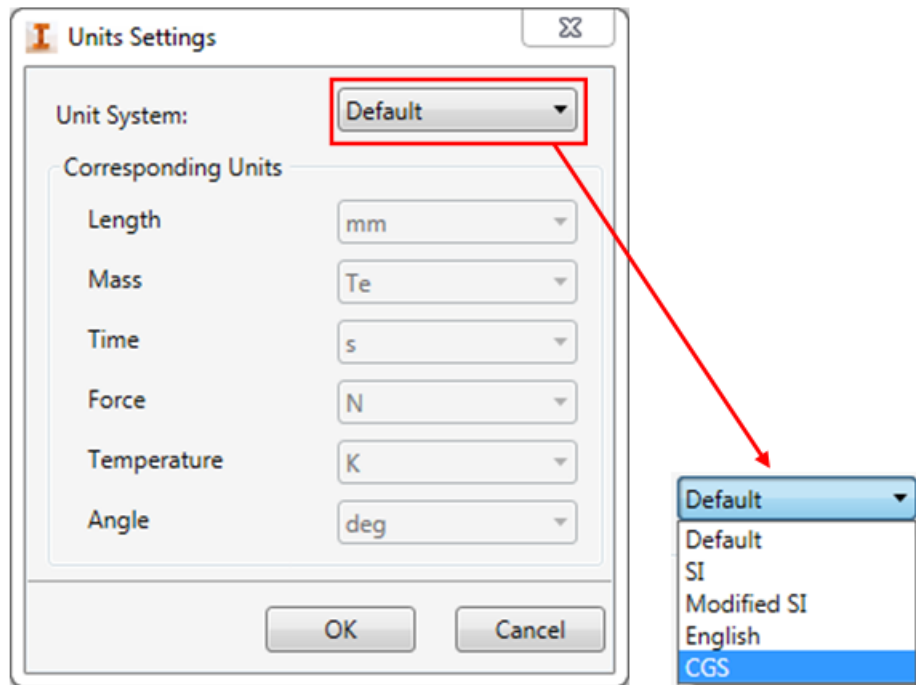 Units Settings
Unit System:
Default
Corresponding Units
Length
mm
Mass
Te
Time
s
Force
N
Temperature
K
Angle
deg
OK
Cancel
Default
Default
SI
Modified SI
English
CGS